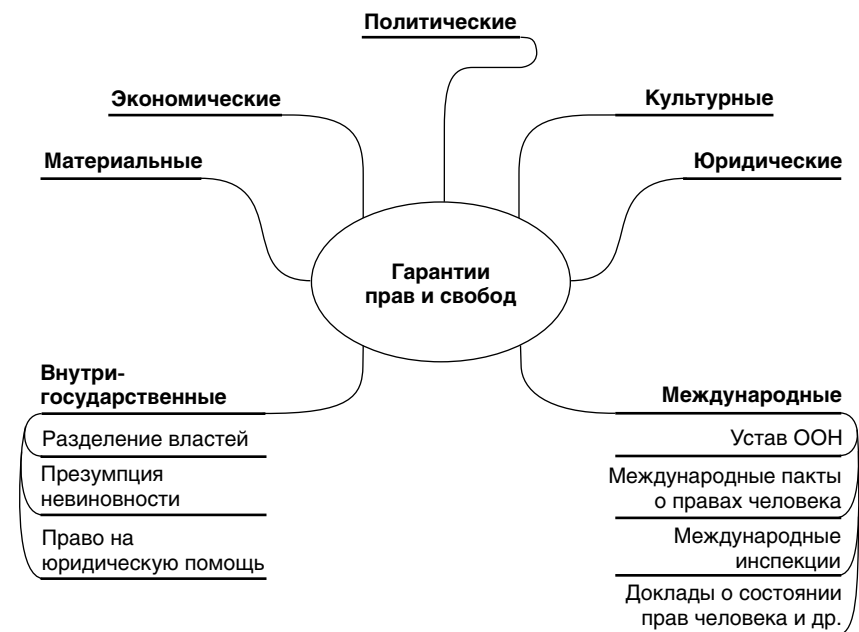 Политические
Экономические
Культурные
Материальные
Юридические
Гарантии
прав и свобод
Внутри-
государственные
Разделение властей
Презумпция
невиновности
Право на
юридическую помощь
Международные
Устав ООН
Международные пакты
о правах человека
Международные
инспекции
Доклады о состоянии
прав человека и др.